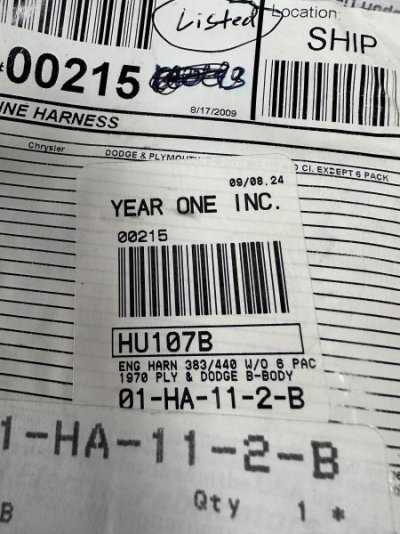 Listed
Location:
SHIP
00215
8/17/2009
NE HARNESS
Chrysler
DODGE & PLYMOUTH
CI. EXCEPT 6 PACK
09/08.24
YEAR ONE INC.
00215
HU107B
ENG HARN 383/440 W/O 6 PAC
1970 PLY & DODGE B-BODY
01-HA-11-2-B
1-HA-11-2-B
B
Qty 1 *